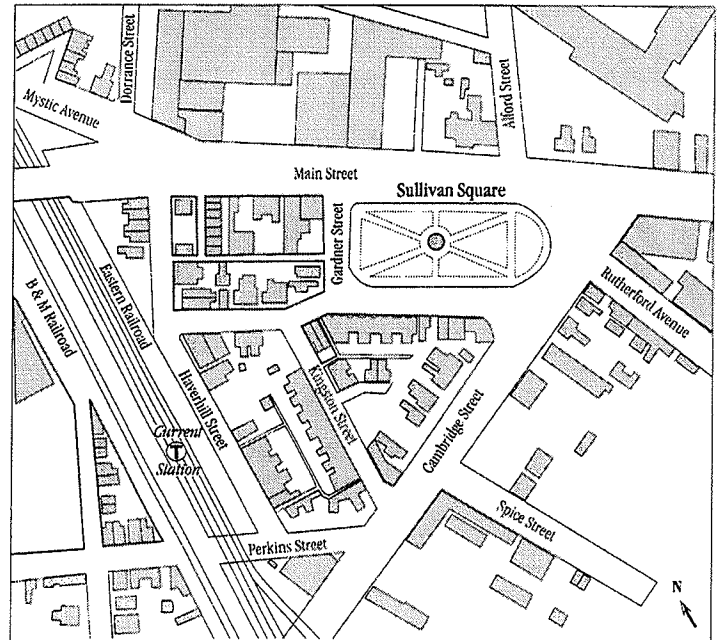 Dorrance Street
Mystic Avenue
Alford Street
Main Street
Sullivan Square
Gardner Street
Rutherford Avenue
Eastern Railroad
B & M Railroad
Haverhill Street
Kingston Street
Cambridge Street
Current
T
Station
Spice Street
Perkins Street
N